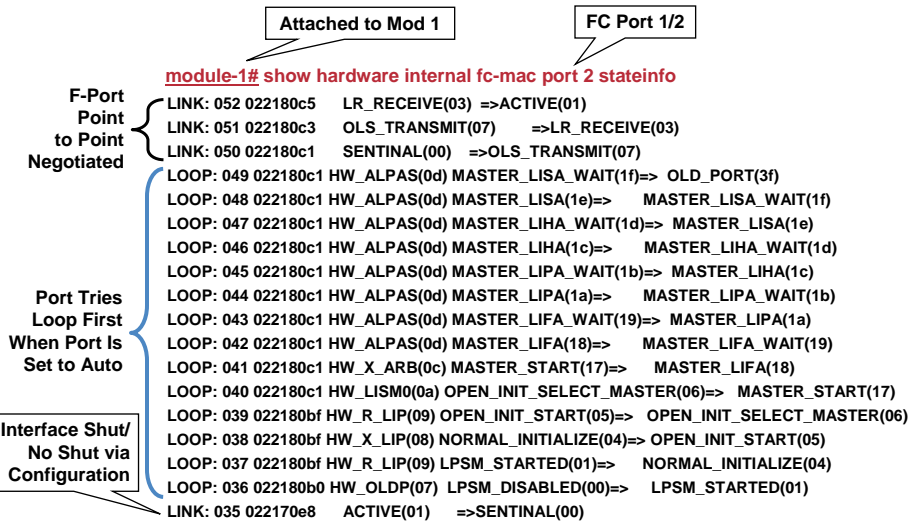 Attached to Mod 1
FC Port 1/2
module-1# show hardware internal fc-mac port 2 stateinfo
F-Port
Point
to Point
Negotiated
LINK: 052 022180c5 LR_RECEIVE(03) =>ACTIVE(01)
LINK: 051 022180c3 OLS_TRANSMIT(07) =>LR_RECEIVE(03)
LINK: 050 022180c1 SENTINAL(00) =>OLS_TRANSMIT(07)
Port Tries
Loop First
When Port Is
Set to Auto
LOOP: 049 022180c1 HW_ALPAS(0d) MASTER_LISA_WAIT(1f)=> OLD_PORT(3f)
LOOP: 048 022180c1 HW_ALPAS(0d) MASTER_LISA(1e)=> MASTER_LISA_WAIT(1f)
LOOP: 047 022180c1 HW_ALPAS(0d) MASTER_LIHA_WAIT(1d)=> MASTER_LISA(1e)
LOOP: 046 022180c1 HW_ALPAS(0d) MASTER_LIHA(1c)=> MASTER_LIHA_WAIT(1d)
LOOP: 045 022180c1 HW_ALPAS(0d) MASTER_LIPA_WAIT(1b)=> MASTER_LIHA(1c)
LOOP: 044 022180c1 HW_ALPAS(0d) MASTER_LIPA(1a)=> MASTER_LIPA_WAIT(1b)
LOOP: 043 022180c1 HW_ALPAS(0d) MASTER_LIFA_WAIT(19)=> MASTER_LIPA(1a)
LOOP: 042 022180c1 HW_ALPAS(0d) MASTER_LIFA(18)=> MASTER_LIFA_WAIT(19)
LOOP: 041 022180c1 HW_X_ARB(0c) MASTER_START(17)=> MASTER_LIFA(18)
LOOP: 040 022180c1 HW_LISM0(0a) OPEN_INIT_SELECT_MASTER(06)=> MASTER_START(17)
LOOP: 039 022180bf HW_R_LIP(09) OPEN_INIT_START(05)=> OPEN_INIT_SELECT_MASTER(06)
LOOP: 038 022180bf HW_X_LIP(08) NORMAL_INITIALIZE(04)=> OPEN_INIT_START(05)
LOOP: 037 022180bf HW_R_LIP(09) LPSM_STARTED(01)=> NORMAL_INITIALIZE(04)
LOOP: 036 022180b0 HW_OLDP(07) LPSM_DISABLED(00)=> LPSM_STARTED(01)
Interface Shut/
No Shut via
Configuration
LINK: 035 022170e8 ACTIVE(01) =>SENTINAL(00)